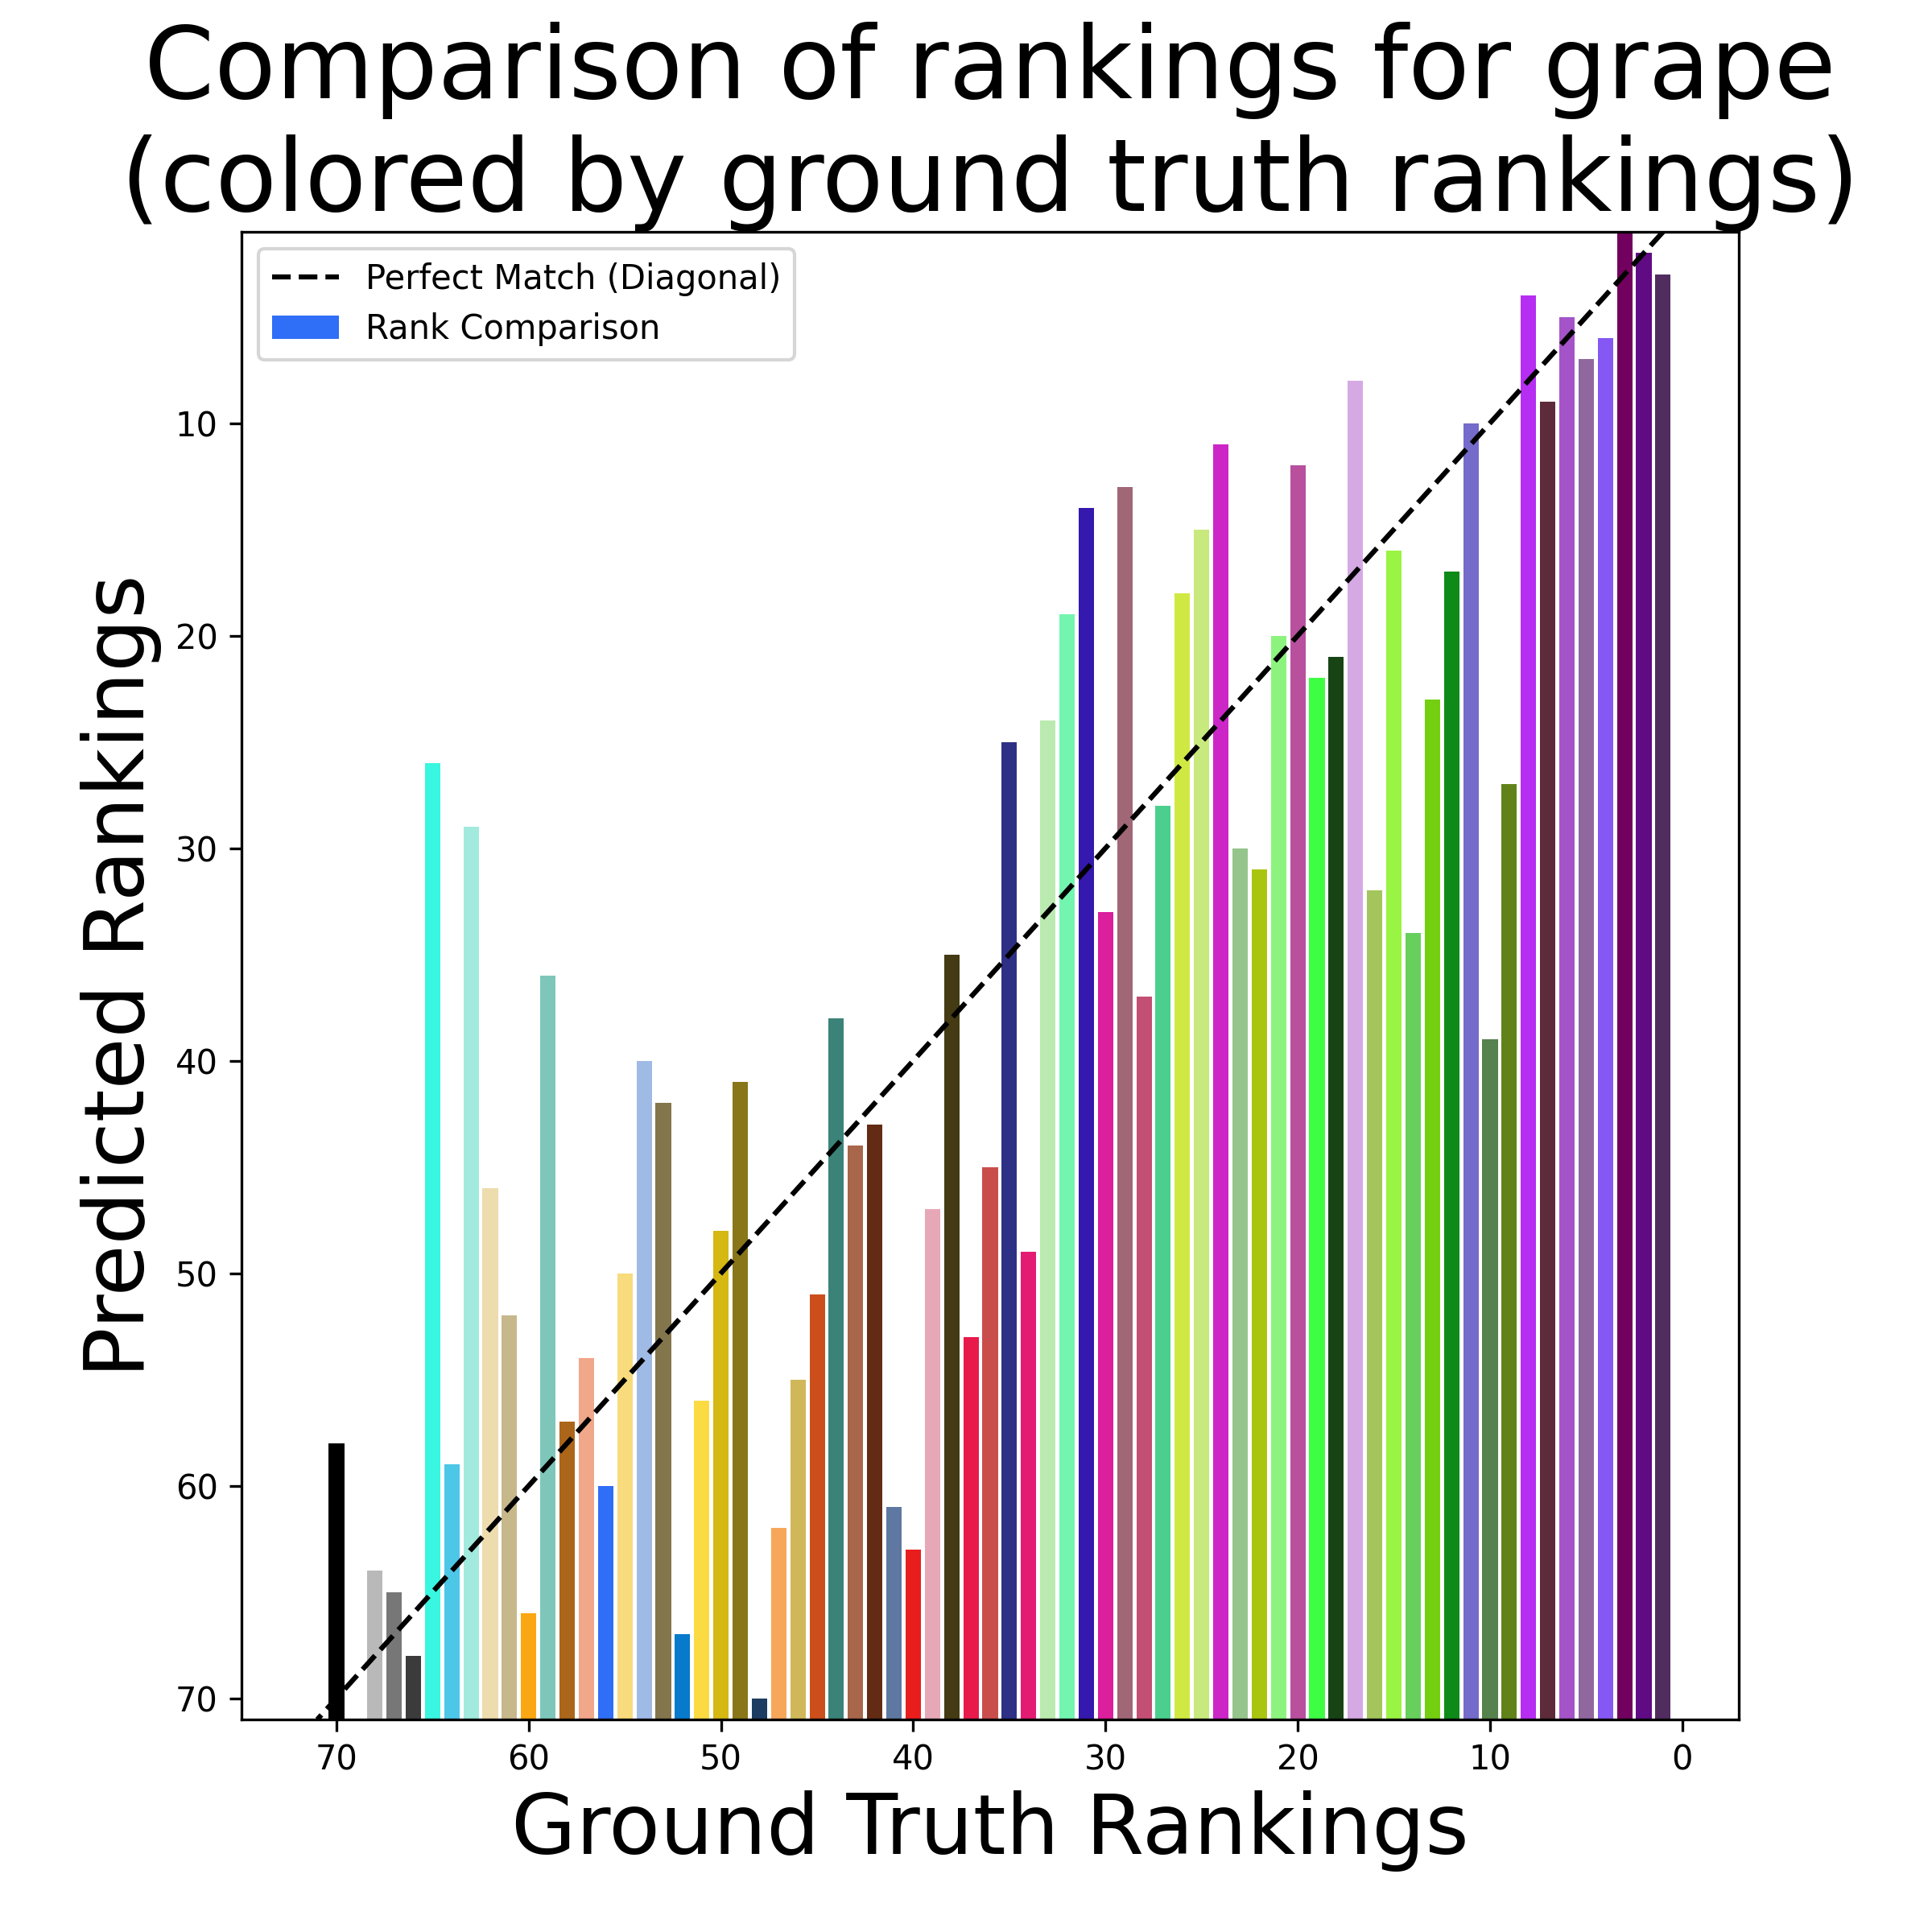 Comparison of rankings for grape
(colored by ground truth rankings)
Perfect Match (Diagonal)
Rank Comparison
Predicted Rankings
10
20
30
40
50
60
70
70 60 50 40 30 20 10 0
Ground Truth Rankings